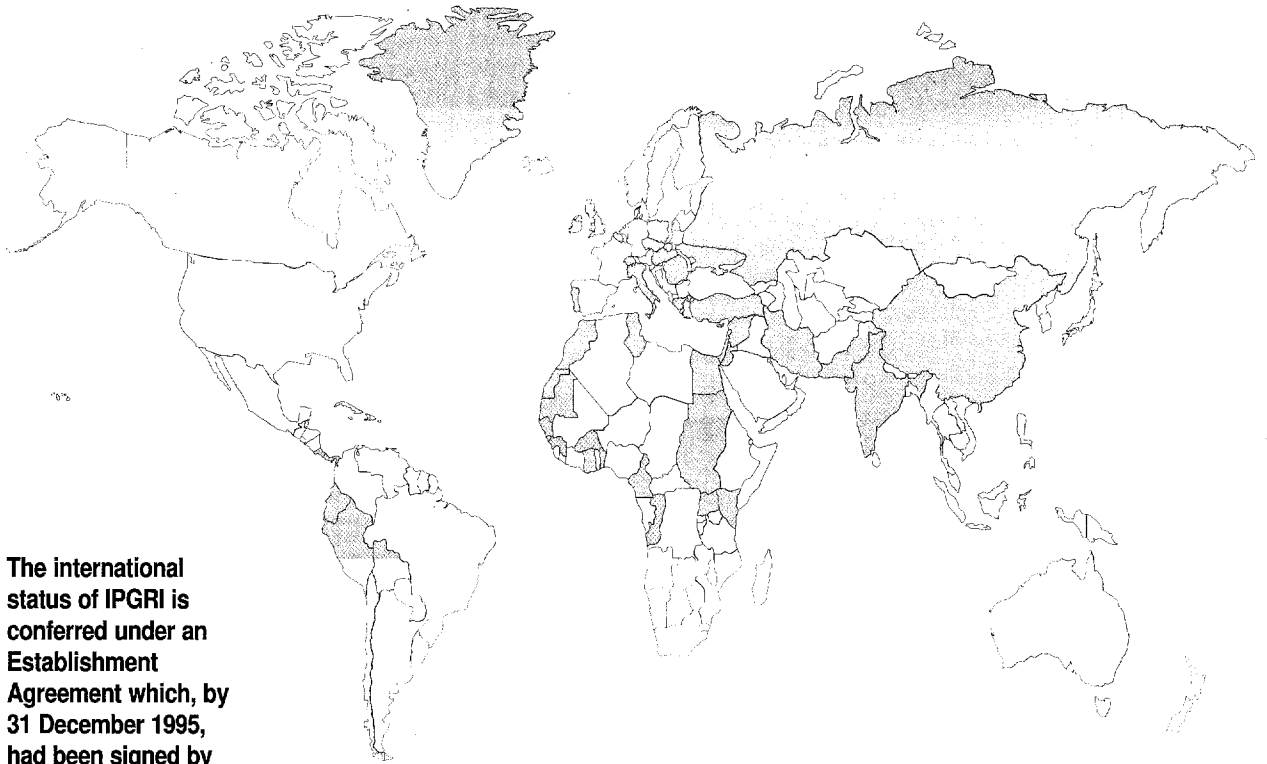 The international
status of IPGRI is
conferred under an
Establishment
Agreement which, by
31 December 1995,
had been signed by